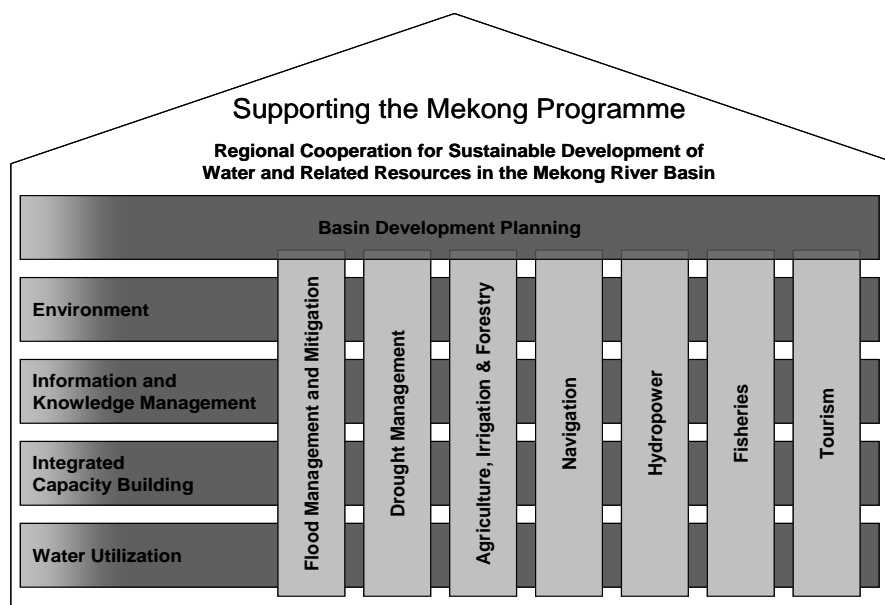 Supporting the Mekong Programme
Regional Cooperation for Sustainable Development of
Water and Related Resources in the Mekong River Basin
Basin Development Planning
Environment
Information and
Knowledge Management
Integrated
Capacity Building
Water Utilization
Flood Management and Mitigation
Drought Management
Agriculture, Irrigation & Forestry
Navigation
Hydropower
Fisheries
Tourism